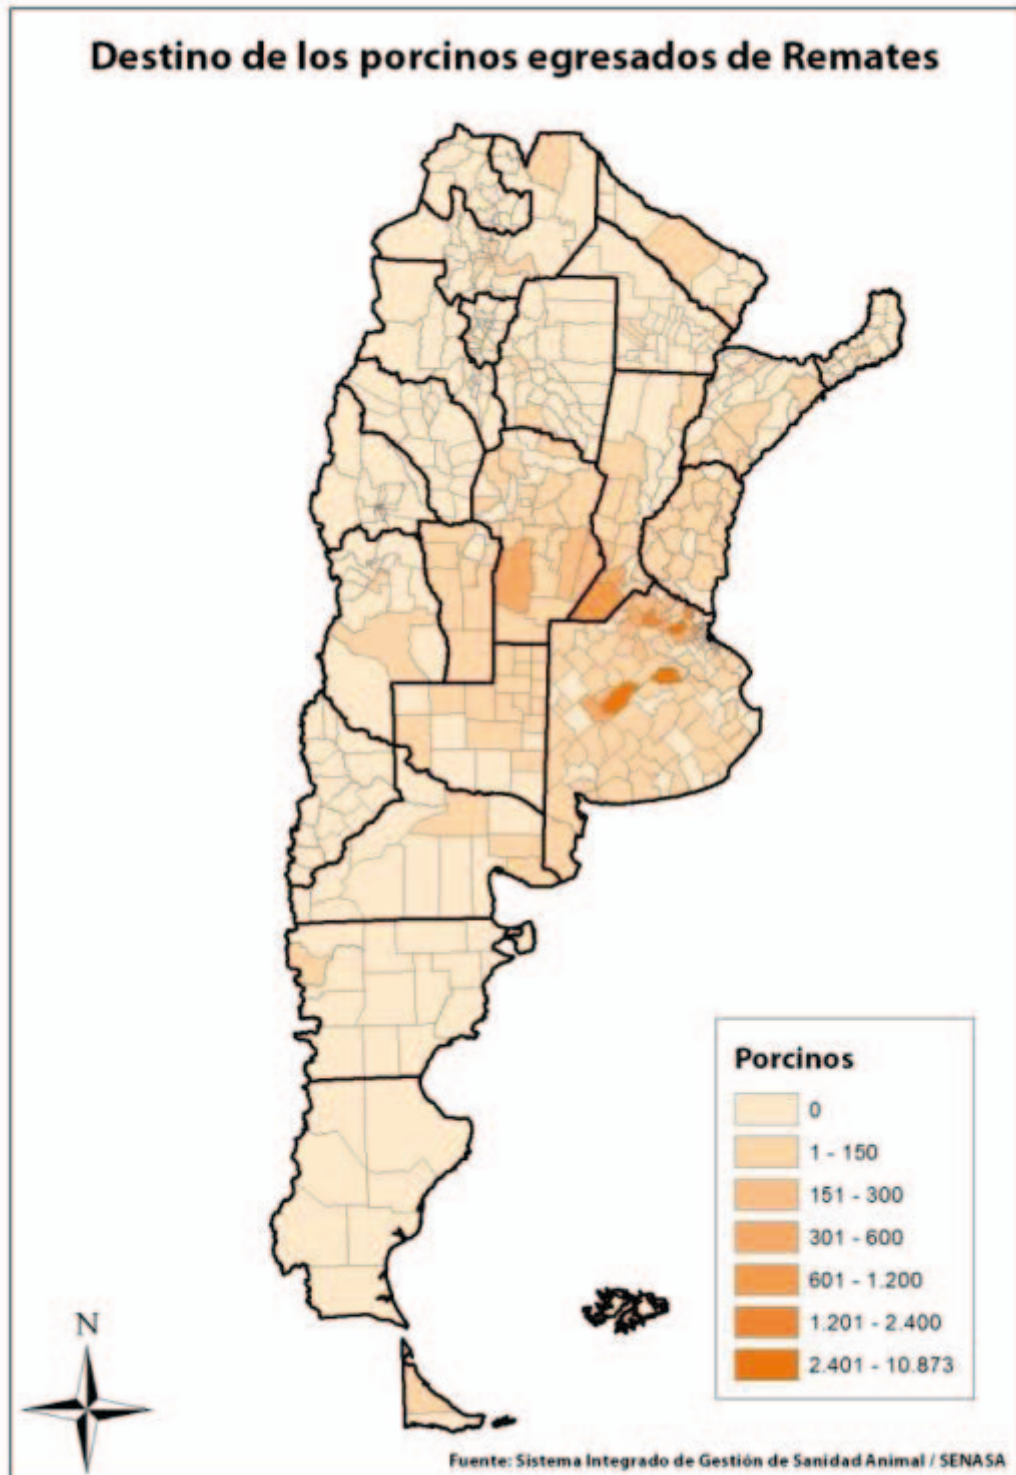 Destino de los porcinos egresados de Remates
Porcinos
0
1 - 150
151 - 300
301 - 600
601 - 1.200
1.201 - 2.400
2.401 - 10.873
N
Fuente: Sistema Integrado de Gestión de Sanidad Animal / SENASA